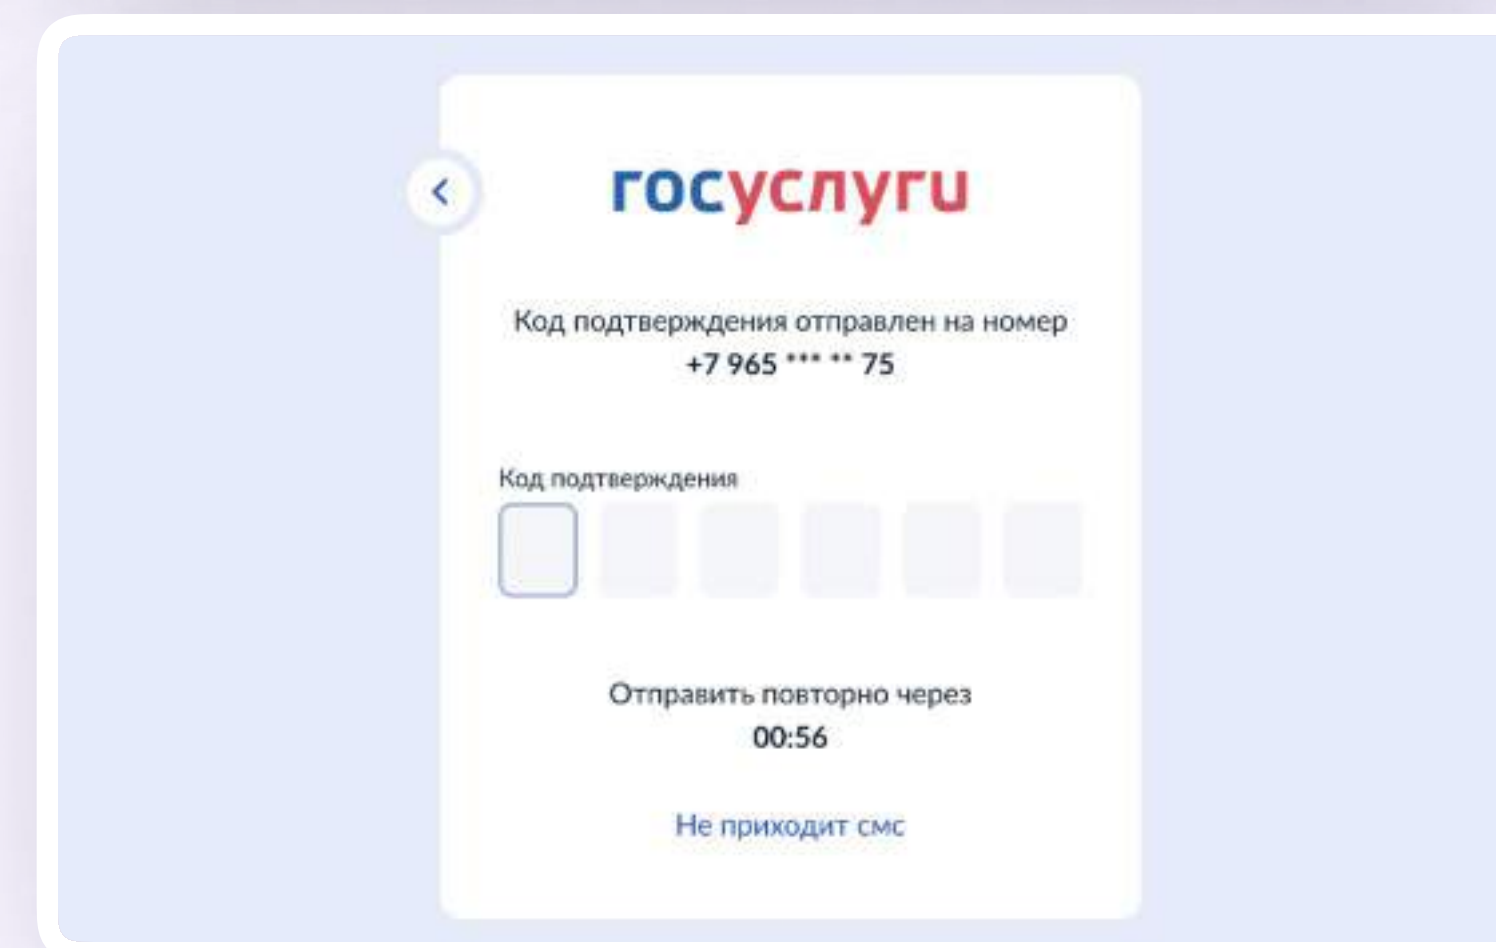 госуслуги
Код подтверждения отправлен на номер
+7 965 *** ** 75
Код подтверждения
Отправить повторно через
00:56
Не приходит смс